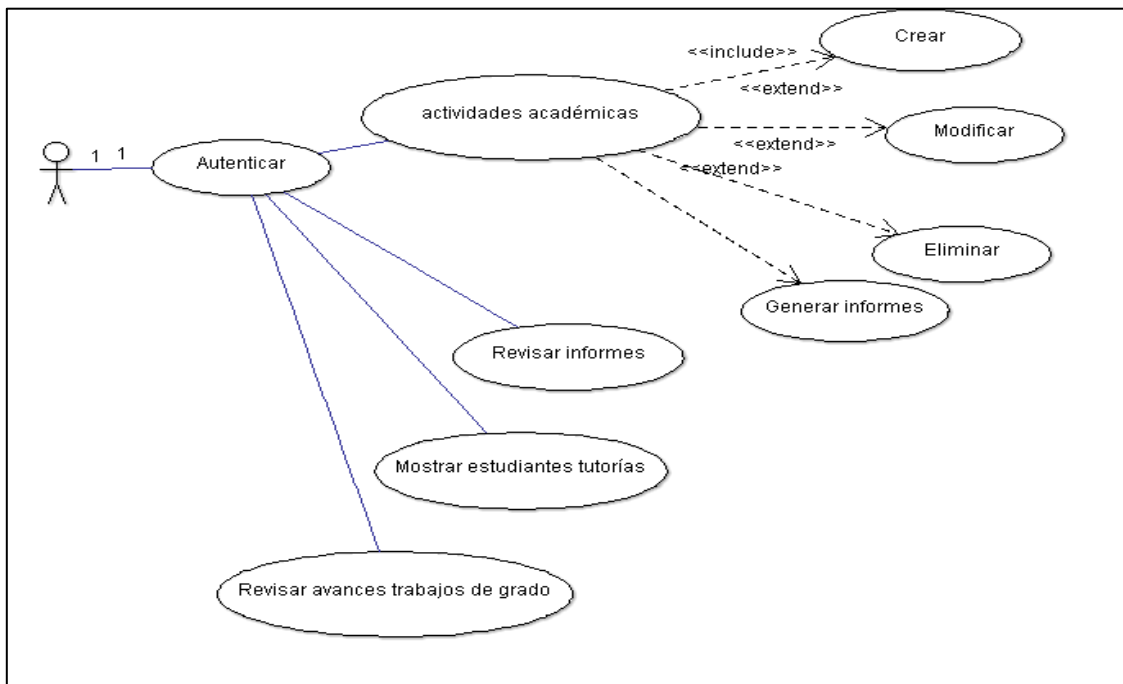 Crear
<<include>>
<<extend>>
actividades académicas
Modificar
<<extend>>
1 1
Autenticar
<<extend>>
Eliminar
Generar informes
Revisar informes
Mostrar estudiantes tutorías
Revisar avances trabajos de grado